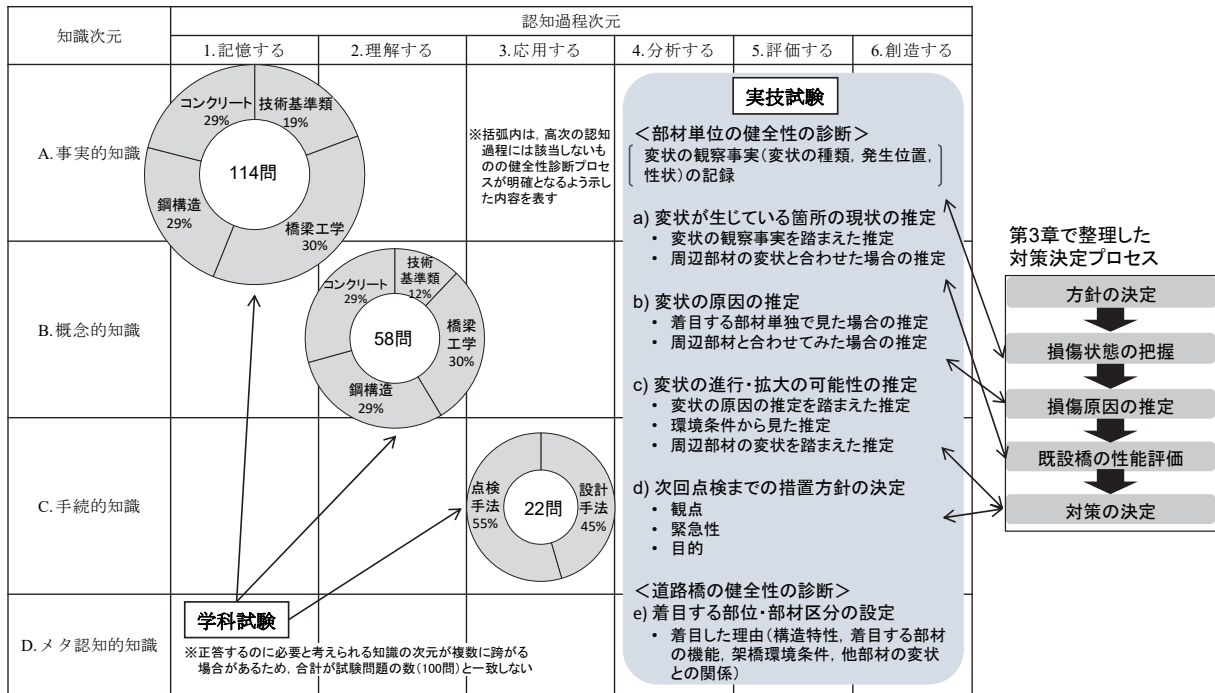 知識次元
認知過程次元
1.記憶する
2.理解する
3.応用する
4.分析する
5.評価する
6.創造する
A.事実的知識
コンクリート
29%
技術基準類
19%
114問
鋼構造
29%
橋梁工学
30%
※括弧内は，高次の認知
過程には該当しないもの
の健全性診断プロセ
スが明確となるよう示し
た内容を表す
B.概念的知識
コンクリート
29%
技術
基準類
12%
58問
橋梁
工学
30%
鋼構造
29%
C.手続的知識
点検
手法
55%
22問
設計
手法
45%
D.メタ認知的知識
学科試験
※正答するのに必要と考えられる知識の次元が複数に跨がる
場合があるため，合計が試験問題の数（100問）と一致しない
実技試験
＜部材単位の健全性の診断＞
変状の観察事実（変状の種類，発生位置，
性状）の記録
a) 変状が生じている箇所の現状の推定
• 変状の観察事実を踏まえた推定
• 周辺部材の変状と合わせた場合の推定
b) 変状の原因の推定
• 着目する部材単独で見た場合の推定
• 周辺部材と合わせてみた場合の推定
c) 変状の進行・拡大の可能性の推定
• 変状の原因の推定を踏まえた推定
• 環境条件から見た推定
• 周辺部材の変状を踏まえた推定
d) 次回点検までの措置方針の決定
• 観点
• 緊急性
• 目的
＜道路橋の健全性の診断＞
e) 着目する部位・部材区分の設定
• 着目した理由（構造特性，着目する部材
の機能，架橋環境条件，他部材の変状
との関係）
第3章で整理した
対策決定プロセス
方針の決定
損傷状態の把握
損傷原因の推定
既設橋の性能評価
対策の決定